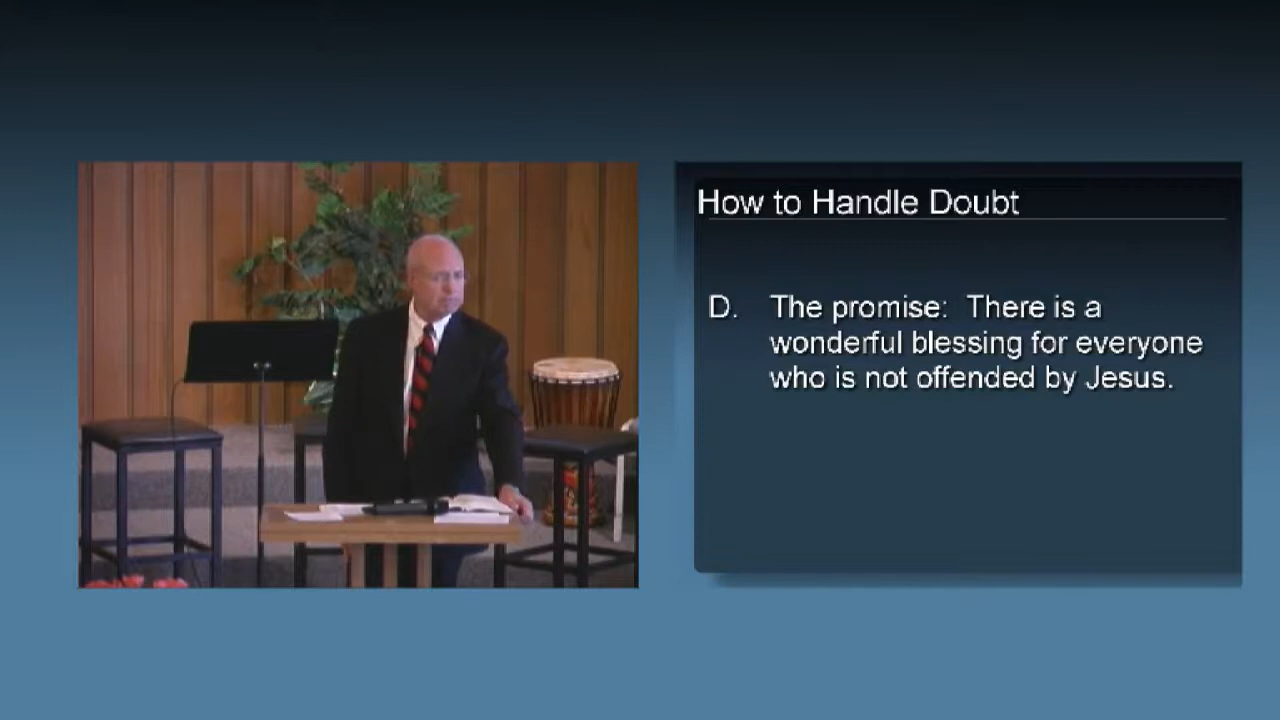 How to Handle Doubt
D. The promise: There is a
wonderful blessing for everyone
who is not offended by Jesus.